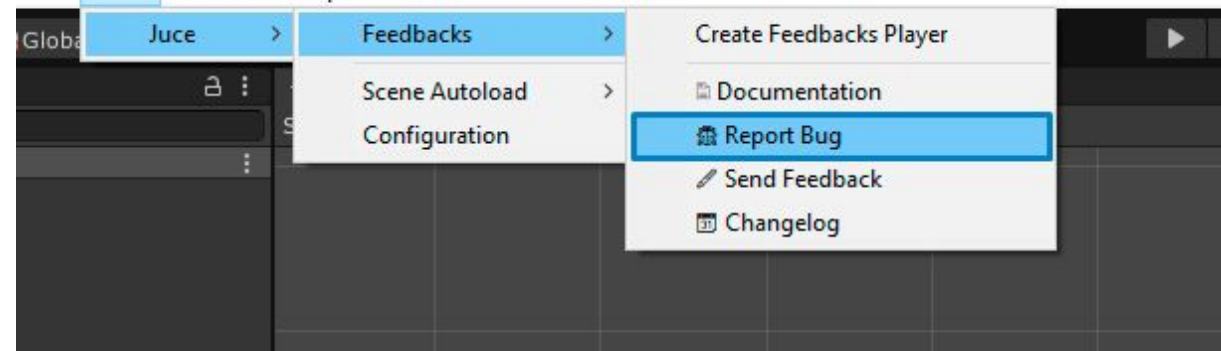 Globa
Juce
Feedbacks
Scene Autoload
Configuration
Create Feedbacks Player
Documentation
Report Bug
Send Feedback
Changelog